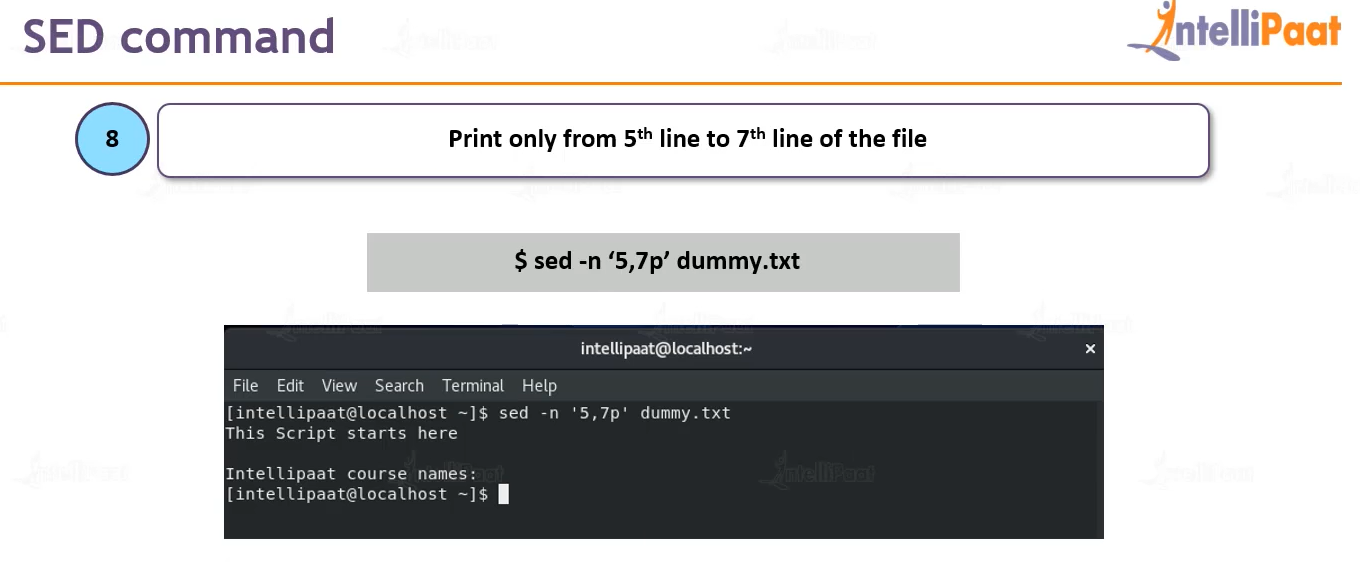 SED command
IntelliPaat
8
Print only from 5th line to 7th line of the file
$ sed -n ‘5,7p’ dummy.txt
intellipaat@localhost:~
×
File Edit View Search Terminal Help
[intellipaat@localhost ~]$ sed -n '5,7p' dummy.txt
This Script starts here
Intellipaat course names:
[intellipaat@localhost ~]$